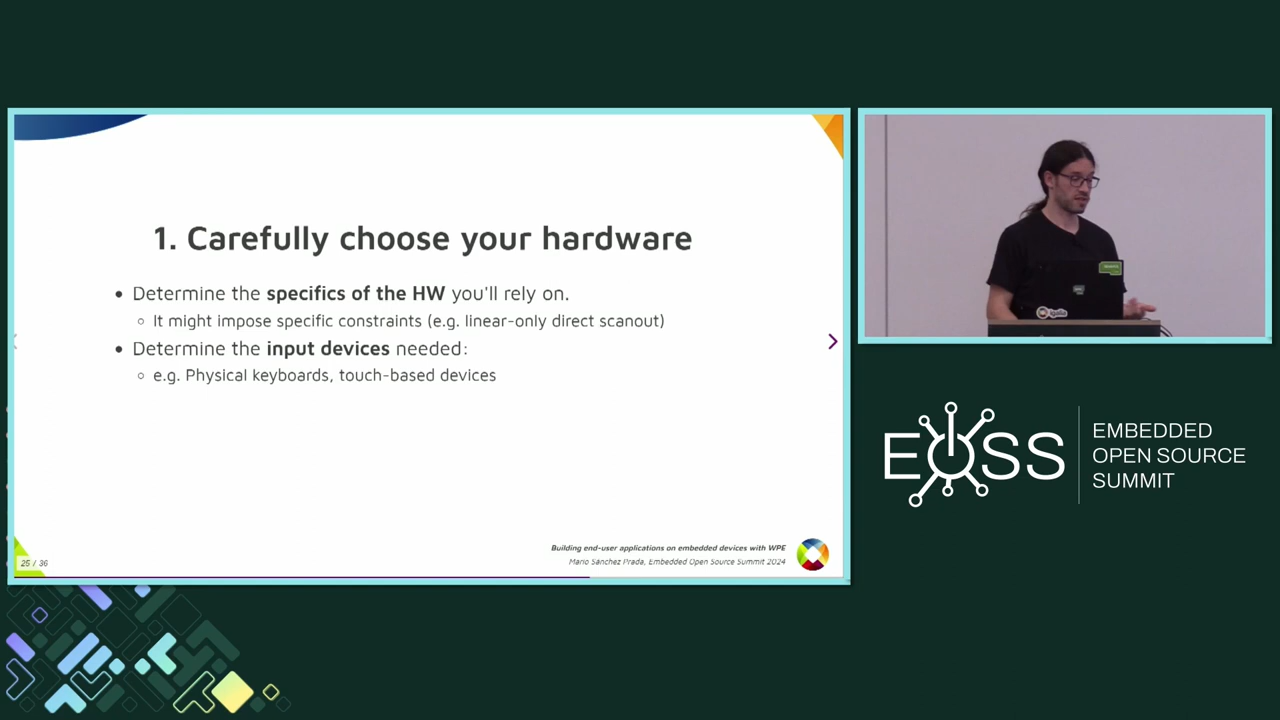 1. Carefully choose your hardware
Determine the specifics of the HW you'll rely on.
It might impose specific constraints (e.g. linear-only direct scanout)
Determine the input devices needed:
e.g. Physical keyboards, touch-based devices
25 / 36
Building end-user applications on embedded devices with WPE
Mario Sánchez Prada, Embedded Open Source Summit 2024
EOSS
EMBEDDED
OPEN SOURCE
SUMMIT